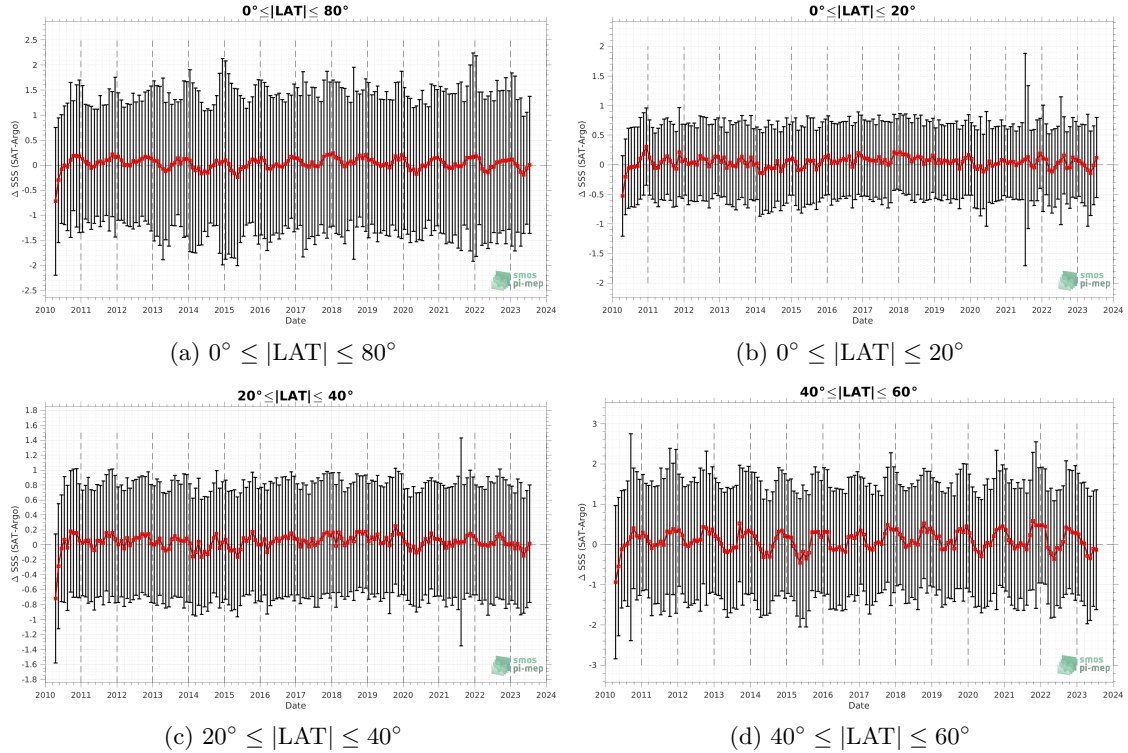 0°≤|LAT|≤ 80°
Δ SSS (SAT-Argo)
2.5
2
1.5
1
0.5
0
-0.5
-1
-1.5
-2
-2.5
2010 2011 2012 2013 2014 2015 2016 2017 2018 2019 2020 2021 2022 2023 2024
Date
smos
pi-mep
(a) 0° ≤ |LAT| ≤ 80°
0°≤|LAT|≤ 20°
Δ SSS (SAT-Argo)
2
1.5
1
0.5
0
-0.5
-1
-1.5
-2
2010 2011 2012 2013 2014 2015 2016 2017 2018 2019 2020 2021 2022 2023 2024
Date
smos
pi-mep
(b) 0° ≤ |LAT| ≤ 20°
20°≤|LAT|≤ 40°
Δ SSS (SAT-Argo)
1.8
1.6
1.4
1.2
1
0.8
0.6
0.4
0.2
0
-0.2
-0.4
-0.6
-0.8
-1
-1.2
-1.4
-1.6
-1.8
2010 2011 2012 2013 2014 2015 2016 2017 2018 2019 2020 2021 2022 2023 2024
Date
smos
pi-mep
(c) 20° ≤ |LAT| ≤ 40°
40°≤|LAT|≤ 60°
Δ SSS (SAT-Argo)
3
2
1
0
-1
-2
-3
2010 2011 2012 2013 2014 2015 2016 2017 2018 2019 2020 2021 2022 2023 2024
Date
smos
pi-mep
(d) 40° ≤ |LAT| ≤ 60°